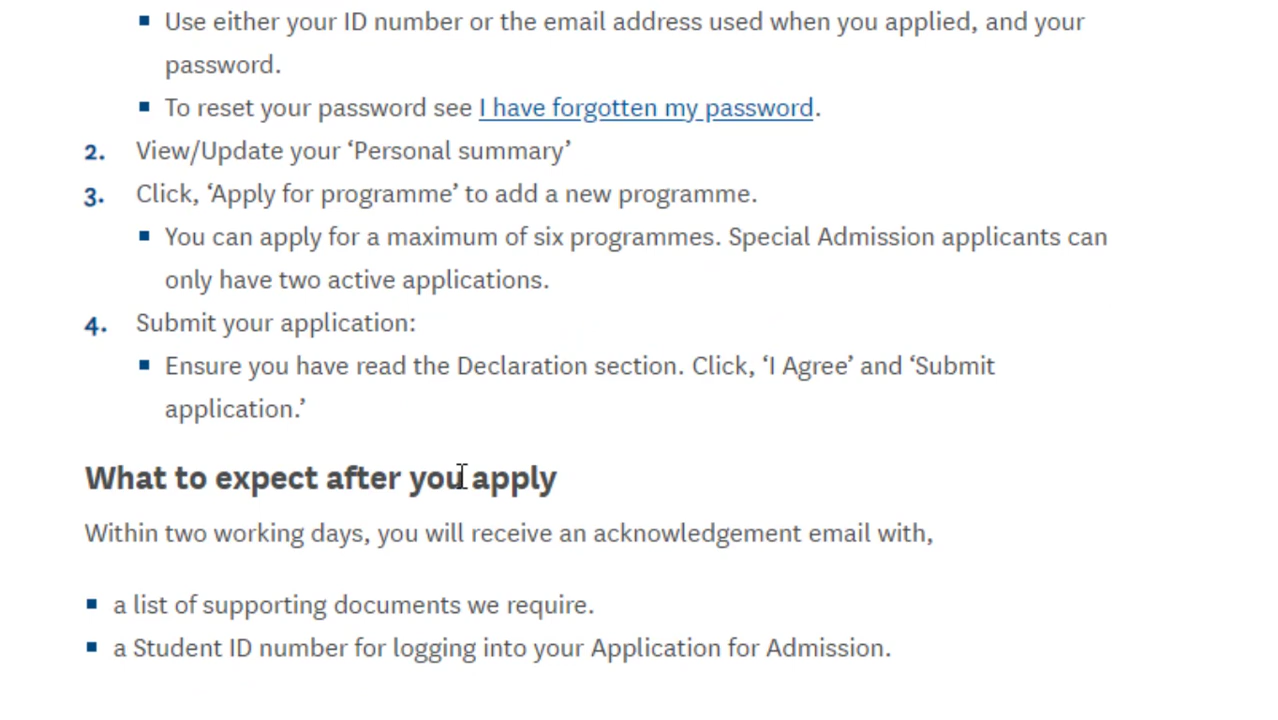 Use either your ID number or the email address used when you applied, and your
password.
To reset your password see I have forgotten my password.
2. View/Update your ‘Personal summary’
3. Click, ‘Apply for programme’ to add a new programme.
You can apply for a maximum of six programmes. Special Admission applicants can
only have two active applications.
4. Submit your application:
Ensure you have read the Declaration section. Click, ‘I Agree’ and ‘Submit
application.’
What to expect after you apply
Within two working days, you will receive an acknowledgement email with,
a list of supporting documents we require.
a Student ID number for logging into your Application for Admission.